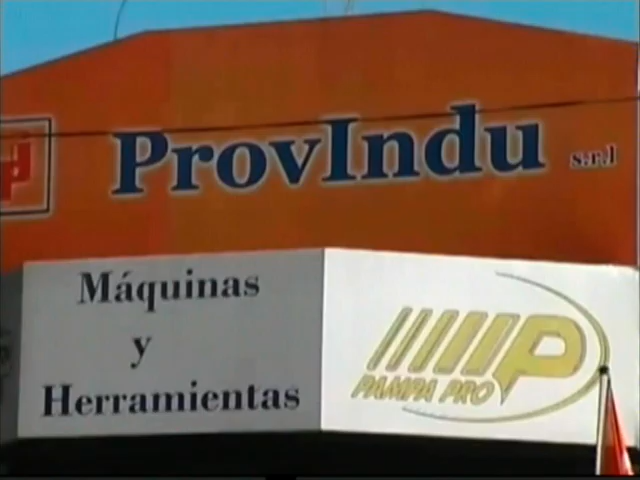 ProvIndu s.r.l
Máquinas
y
Herramientas
P
PAMPA PRO